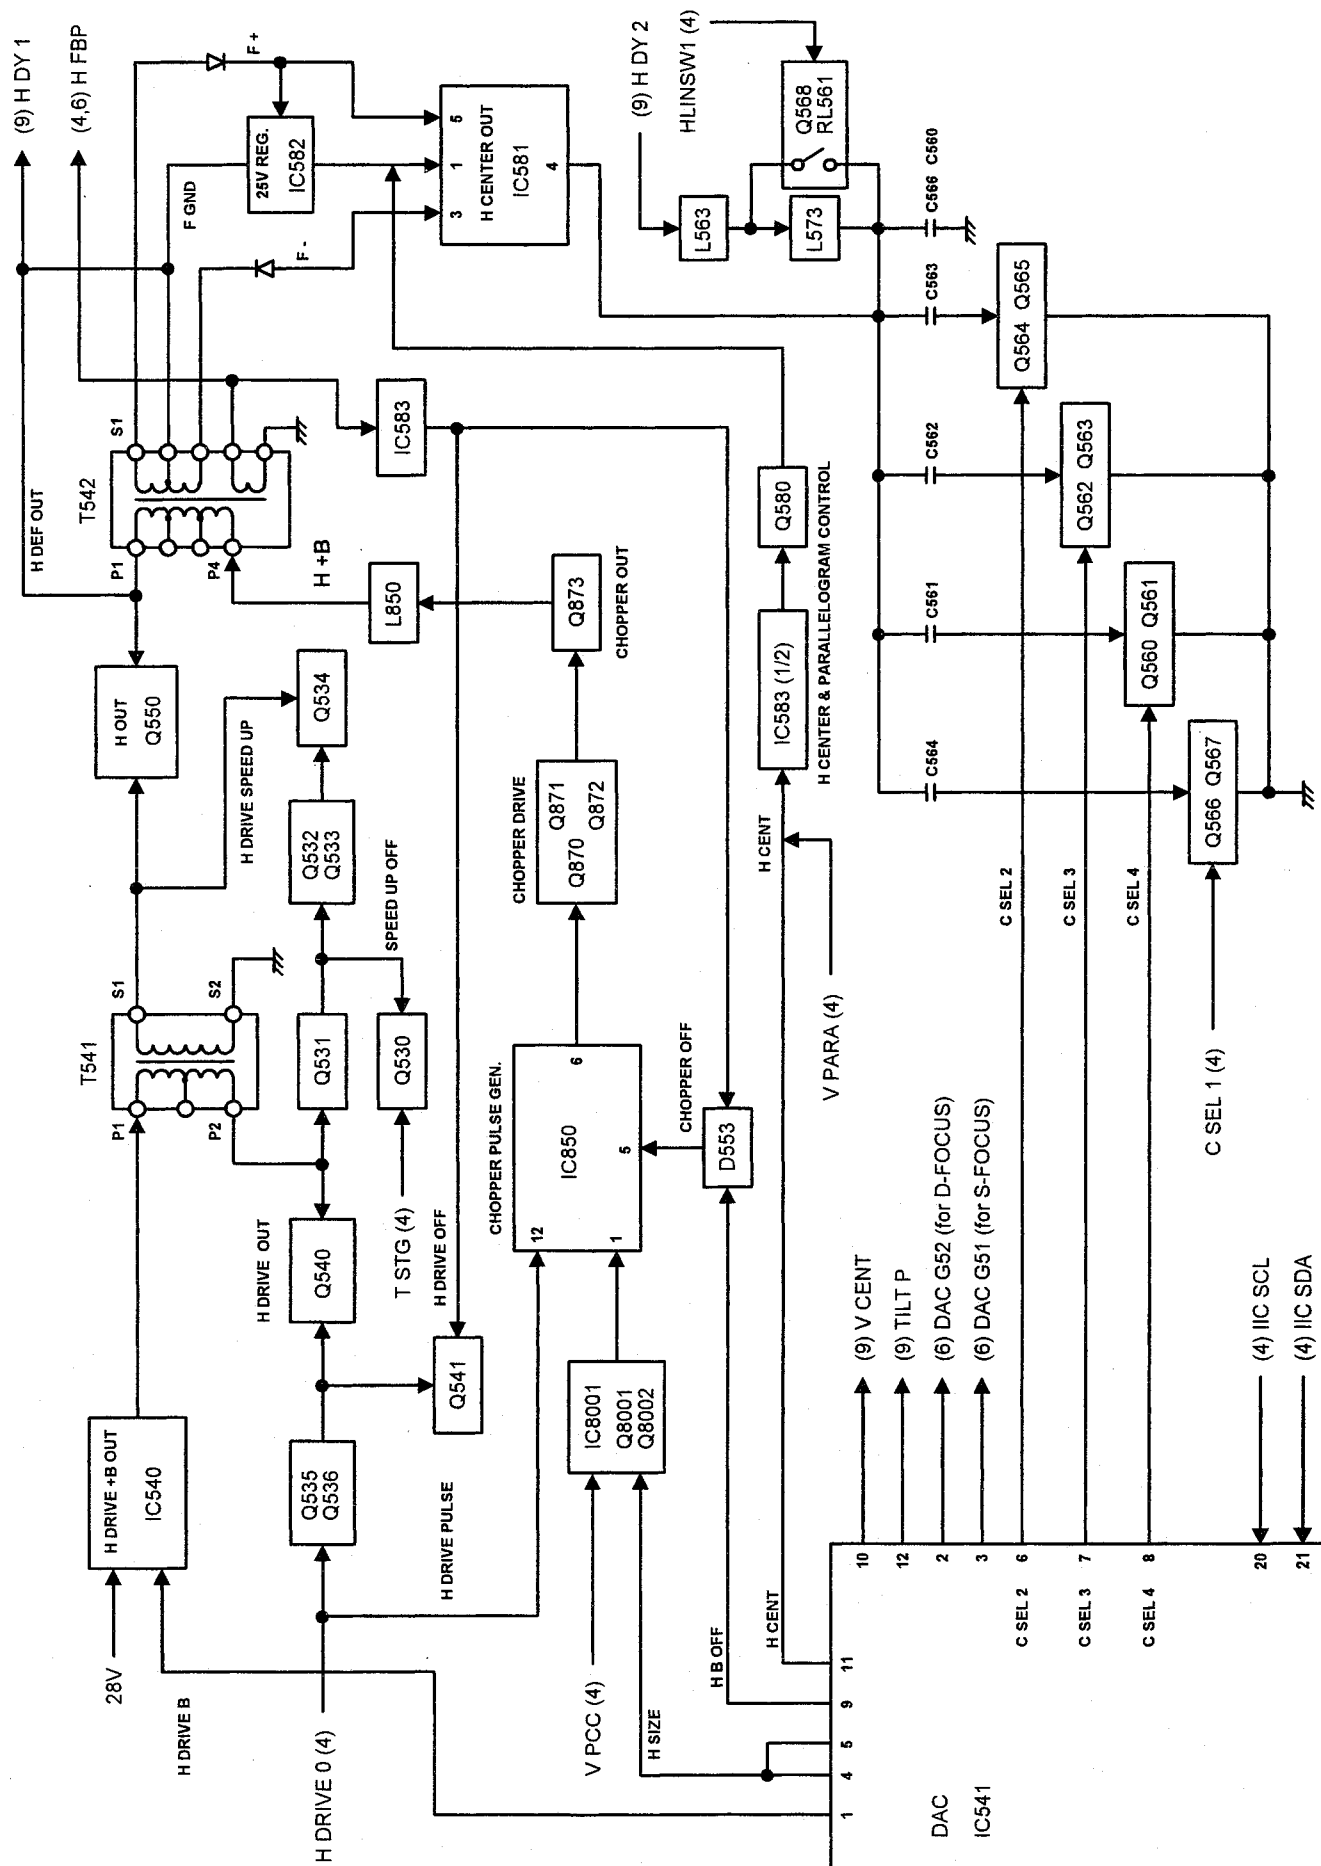 28V
H DRIVE B
H DRIVE +B OUT
IC540
T541
P1
P2
S1
S2
H OUT
Q550
H DEF OUT
T542
P1
P4
S1
(9) H DY 1
(4,6) H FBP
F GND
F +
F -
25V REG.
IC582
5
1
3
H CENTER OUT
IC581
4
H DRIVE 0 (4)
Q535
Q536
H DRIVE PULSE
H DRIVE OUT
Q540
Q541
H DRIVE OFF
T STG (4)
Q531
Q530
SPEED UP OFF
Q532
Q533
H DRIVE SPEED UP
Q534
H +B
L850
IC583
V PCC (4)
H SIZE
IC8001
Q8001
Q8002
CHOPPER PULSE GEN.
12
1
IC850
6
5
CHOPPER DRIVE
Q871
Q870 Q872
Q873
CHOPPER OUT
CHOPPER OFF
D553
H B OFF
H CENT
H CENT
V PARA (4)
IC583 (1/2)
H CENTER & PARALLELOGRAM CONTROL
Q580
(9) H DY 2
HLINSW1 (4)
L563
L573
Q568
RL561
C564
C561
C562
C563
C566 C560
Q566 Q567
Q560 Q561
Q562 Q563
Q564 Q565
C SEL 2
C SEL 3
C SEL 4
C SEL 1 (4)
DAC
IC541
1
4
5
9
11
10
12
2
3
6
7
8
20
21
(9) V CENT
(9) TILT P
(6) DAC G52 (for D-FOCUS)
(6) DAC G51 (for S-FOCUS)
C SEL 2
C SEL 3
C SEL 4
(4) IIC SCL
(4) IIC SDA